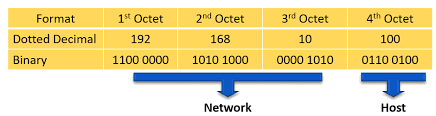 Format 1st Octet 2nd Octet 3rd Octet 4th Octet
Dotted Decimal 192 168 10 100
Binary 1100 0000 1010 1000 0000 1010 0110 0100
Network Host